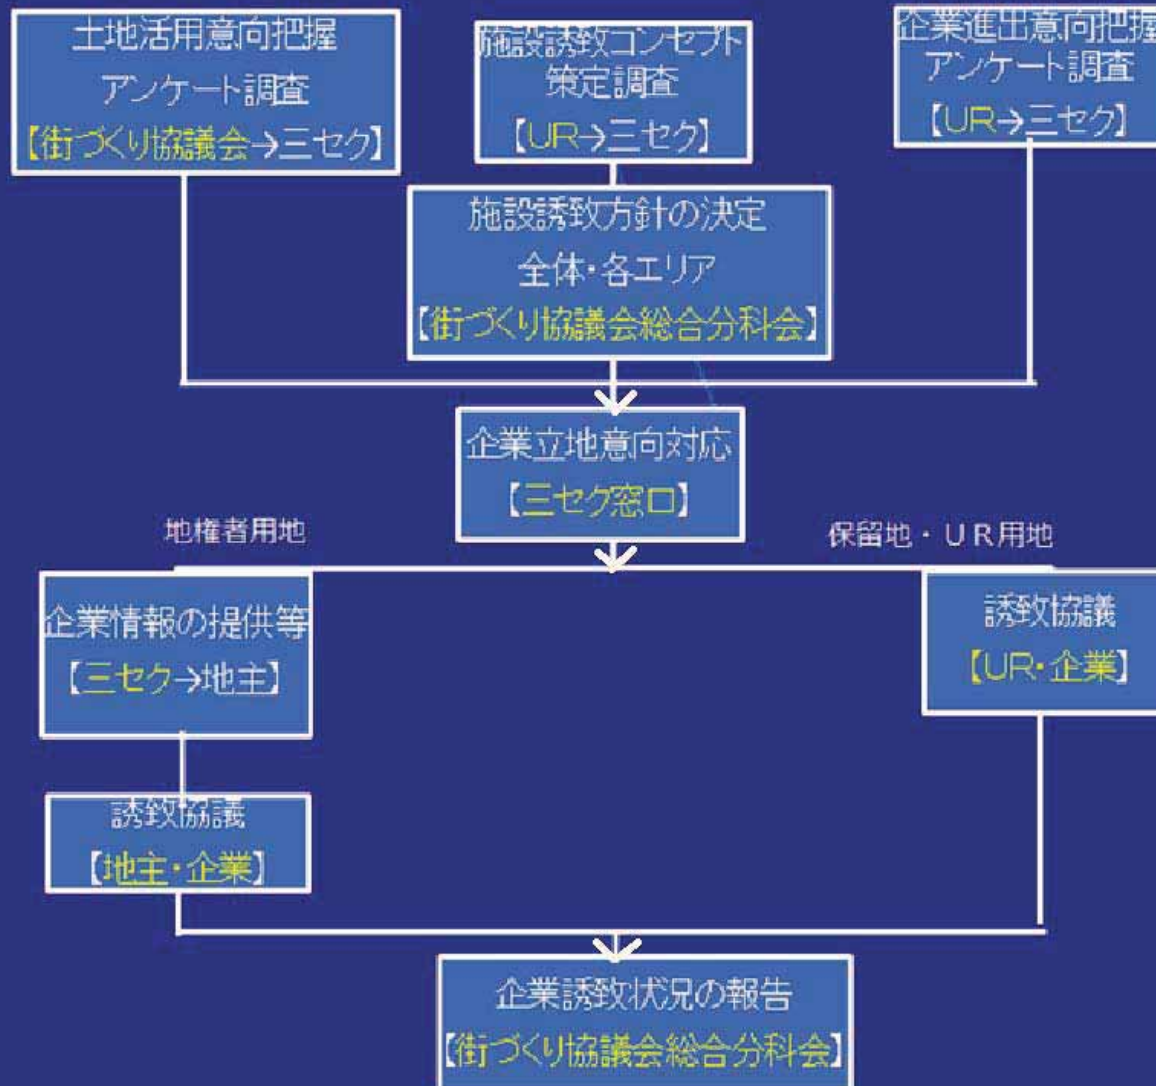 土地活用意向把握
アンケート調査
【街づくり協議会→三セク】
施設誘致コンセプト
策定調査
【UR→三セク】
企業進出意向把握
アンケート調査
【UR→三セク】
施設誘致方針の決定
全体・各エリア
【街づくり協議会総合分科会】
企業立地意向対応
【三セク窓口】
地権者用地
保留地・UR用地
企業情報の提供等
【三セク→地主】
誘致協議
【UR・企業】
誘致協議
【地主・企業】
企業誘致状況の報告
【街づくり協議会総合分科会】